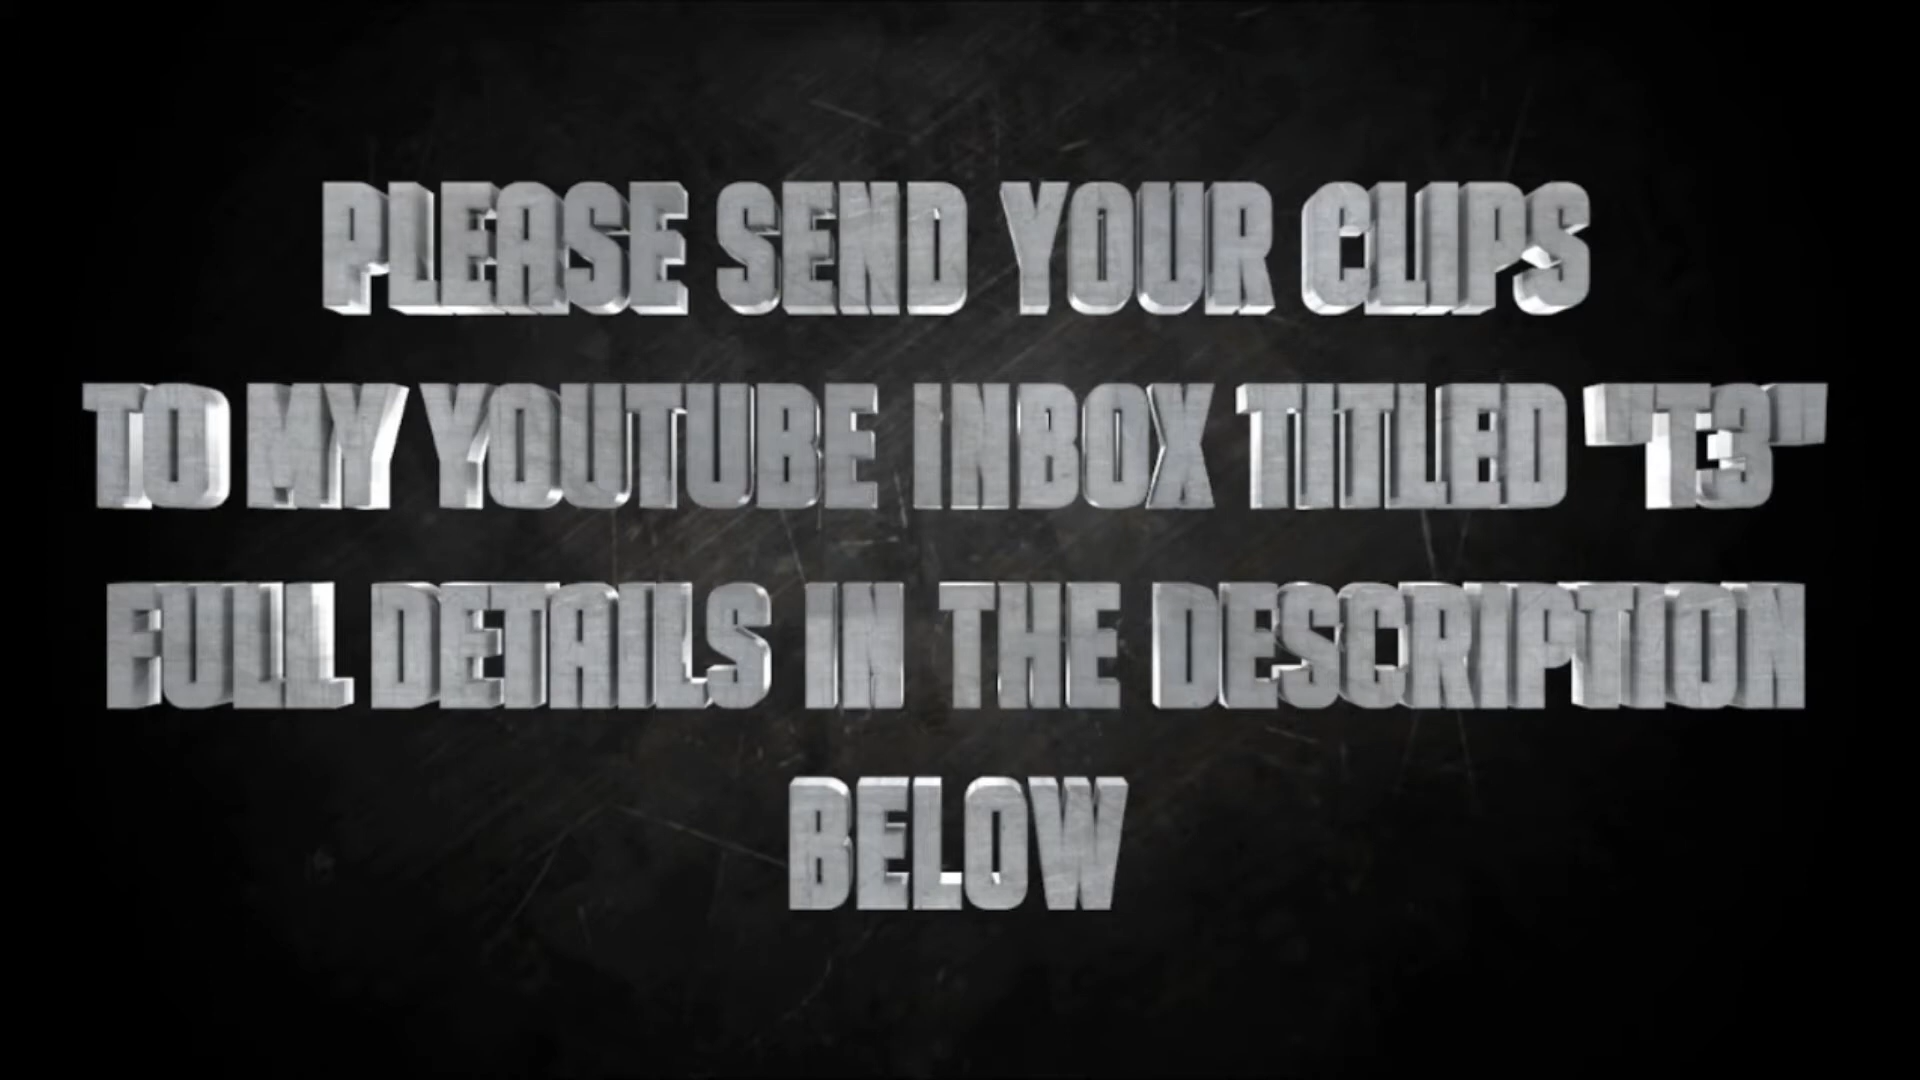 PLEASE SEND YOUR CLIPS
TO MY YOUTUBE INBOX TITLED "T3"
FULL DETAILS IN THE DESCRIPTION
BELOW